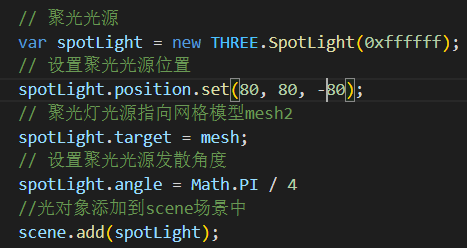 // 聚光光源
var spotLight = new THREE.SpotLight(0xffffff);
// 设置聚光光源位置
spotLight.position.set(80, 80, -80);
// 聚光灯光源指向网格模型mesh2
spotLight.target = mesh;
// 设置聚光光源发散角度
spotLight.angle = Math.PI / 4
//光对象添加到scene场景中
scene.add(spotLight);